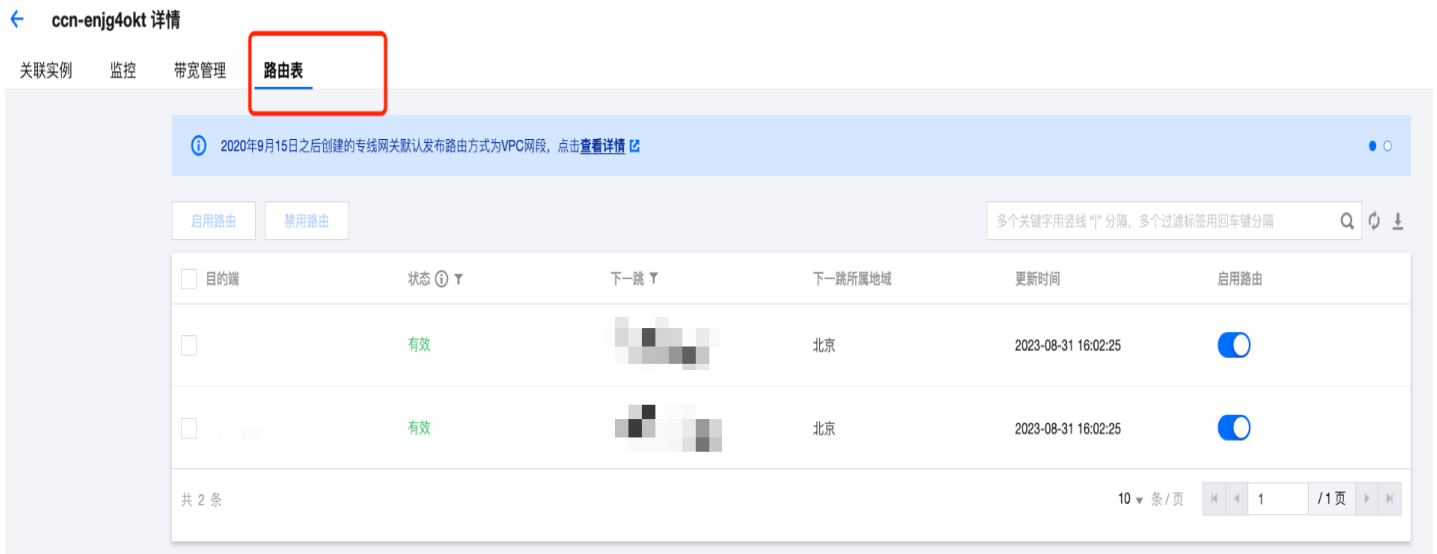 ccn-enjg4okt 详情
关联实例 监控 带宽管理 路由表
2020年9月15日之后创建的专线网关默认发布路由方式为VPC网段，点击查看详情
启用路由 禁用路由 多个关键字用竖线 "|" 分隔，多个过滤标签用回车键分隔
目的端 状态 下一跳 下一跳所属地域 更新时间 启用路由
有效 北京 2023-08-31 16:02:25
有效 北京 2023-08-31 16:02:25
共 2 条 10 条 / 页 1 / 1 页